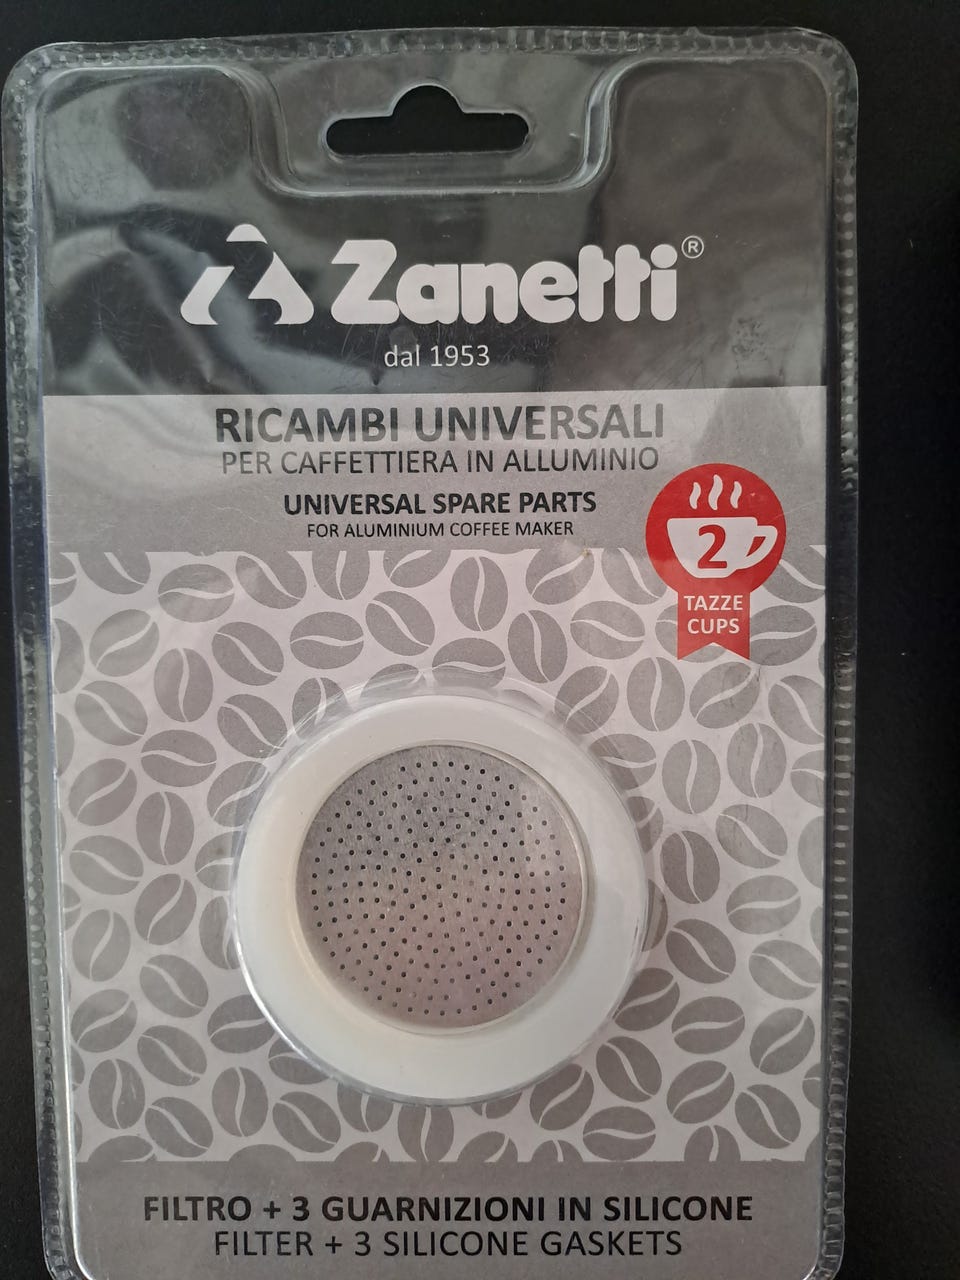 Zanetti®
dal 1953
RICAMBI UNIVERSALI
PER CAFFETTIERA IN ALLUMINIO
UNIVERSAL SPARE PARTS
FOR ALUMINIUM COFFEE MAKER
2
TAZZE
CUPS
FILTRO + 3 GUARNIZIONI IN SILICONE
FILTER + 3 SILICONE GASKETS